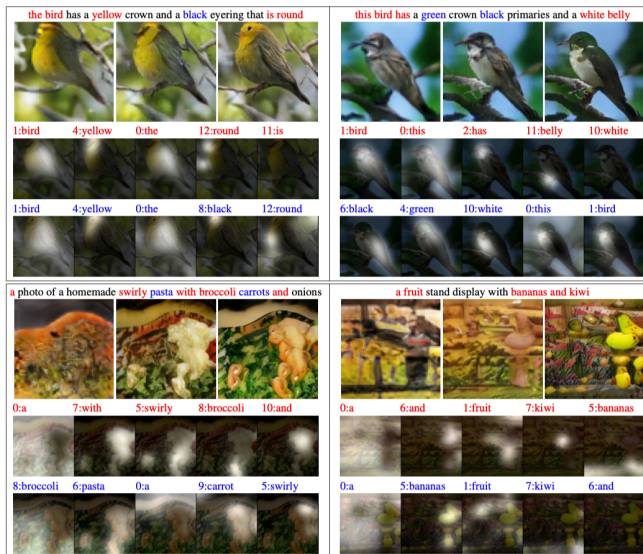 the bird has a yellow crown and a black eyering that is round
1:bird 4:yellow 0:the 12:round 11:is
1:bird 4:yellow 0:the 8:black 12:round
this bird has a green crown black primaries and a white belly
1:bird 0:this 2:has 11:belly 10:white
6:black 4:green 10:white 0:this 1:bird
a photo of a homemade swirly pasta with broccoli carrots and onions
0:a 7:with 5:swirly 8:broccoli 10:and
8:broccoli 6:pasta 0:a 9:carrot 5:swirly
a fruit stand display with bananas and kiwi
0:a 6:and 1:fruit 7:kiwi 5:bananas
0:a 5:bananas 1:fruit 7:kiwi 6:and